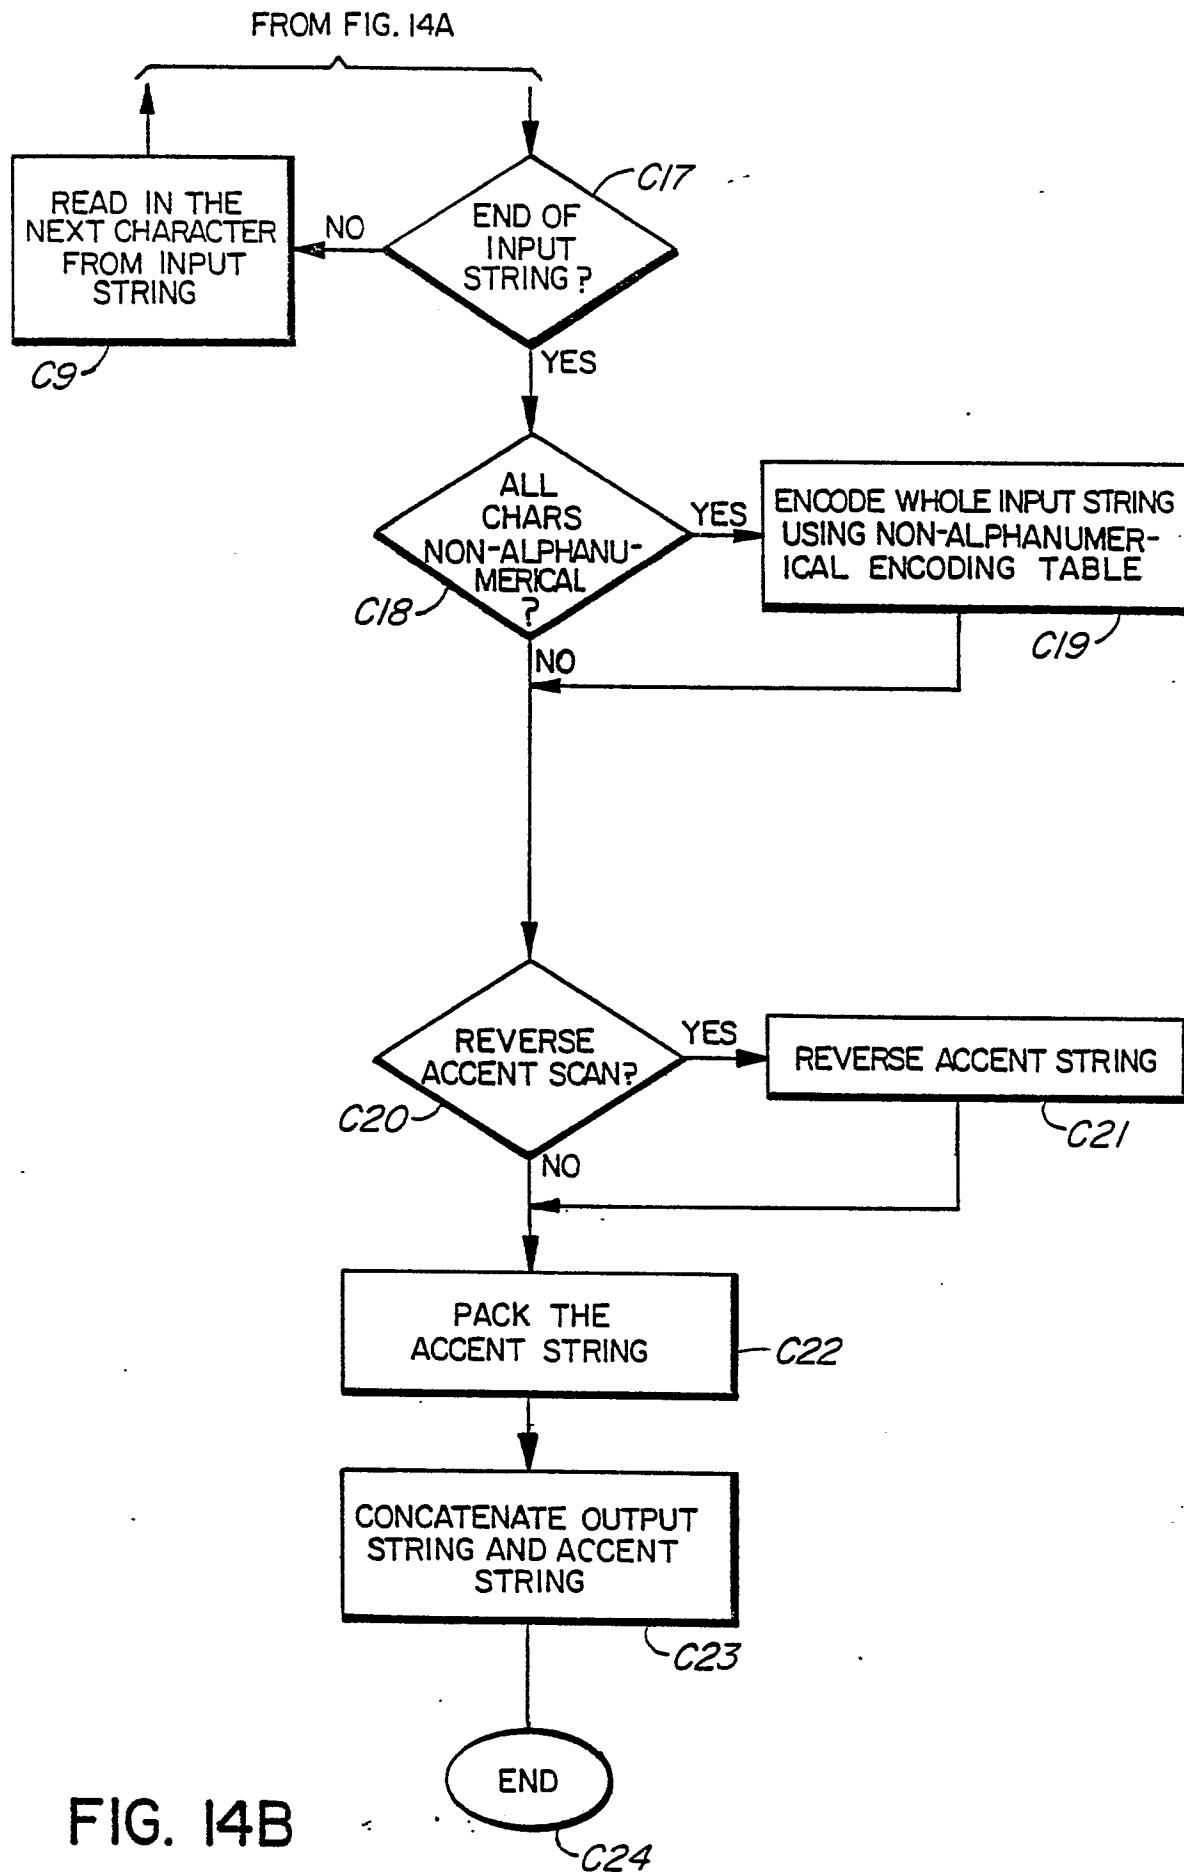 FROM FIG. 14A
C17
READ IN THE
NEXT CHARACTER
FROM INPUT
STRING
NO
END OF
INPUT
STRING?
C9
YES
ALL
CHARS
NON-ALPHANU-
MERICAL
?
YES
ENCODE WHOLE INPUT STRING
USING NON-ALPHANUMER-
ICAL ENCODING TABLE
C18
C19
NO
REVERSE
ACCENT SCAN?
YES
REVERSE ACCENT STRING
C20
C21
NO
PACK THE
ACCENT STRING
C22
CONCATENATE OUTPUT
STRING AND ACCENT
STRING
C23
END
C24
FIG. 14B